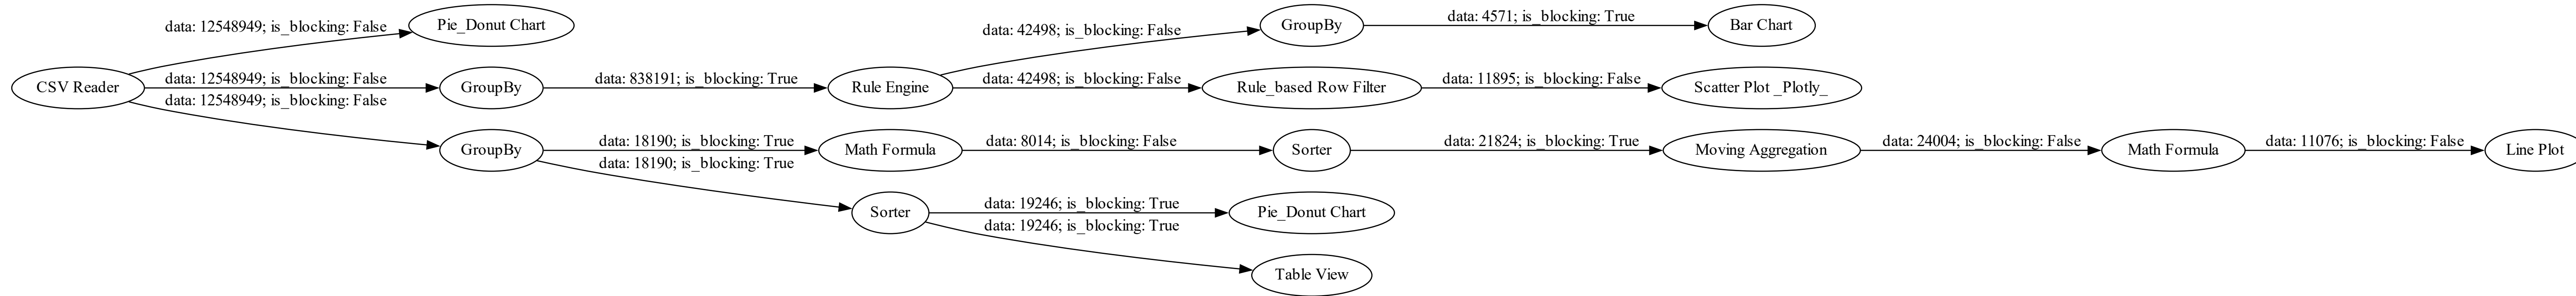 data: 12548949; is_blocking: False
Pie_Donut Chart
data: 42498; is_blocking: False
GroupBy
data: 4571; is_blocking: True
Bar Chart
CSV Reader
data: 12548949; is_blocking: False
GroupBy
data: 838191; is_blocking: True
Rule Engine
data: 42498; is_blocking: False
Rule_based Row Filter
data: 11895; is_blocking: False
Scatter Plot _Plotly_
data: 12548949; is_blocking: False
GroupBy
data: 18190; is_blocking: True
Math Formula
data: 8014; is_blocking: False
Sorter
data: 21824; is_blocking: True
Moving Aggregation
data: 24004; is_blocking: False
Math Formula
data: 11076; is_blocking: False
Line Plot
data: 18190; is_blocking: True
Sorter
data: 19246; is_blocking: True
Pie_Donut Chart
data: 19246; is_blocking: True
Table View